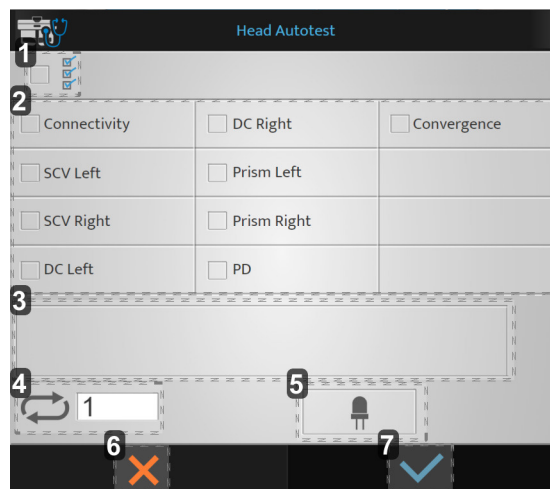 Head Autotest
1
2
Connectivity DC Right Convergence
SCV Left Prism Left
SCV Right Prism Right
DC Left PD
3
4 1 5
6 7